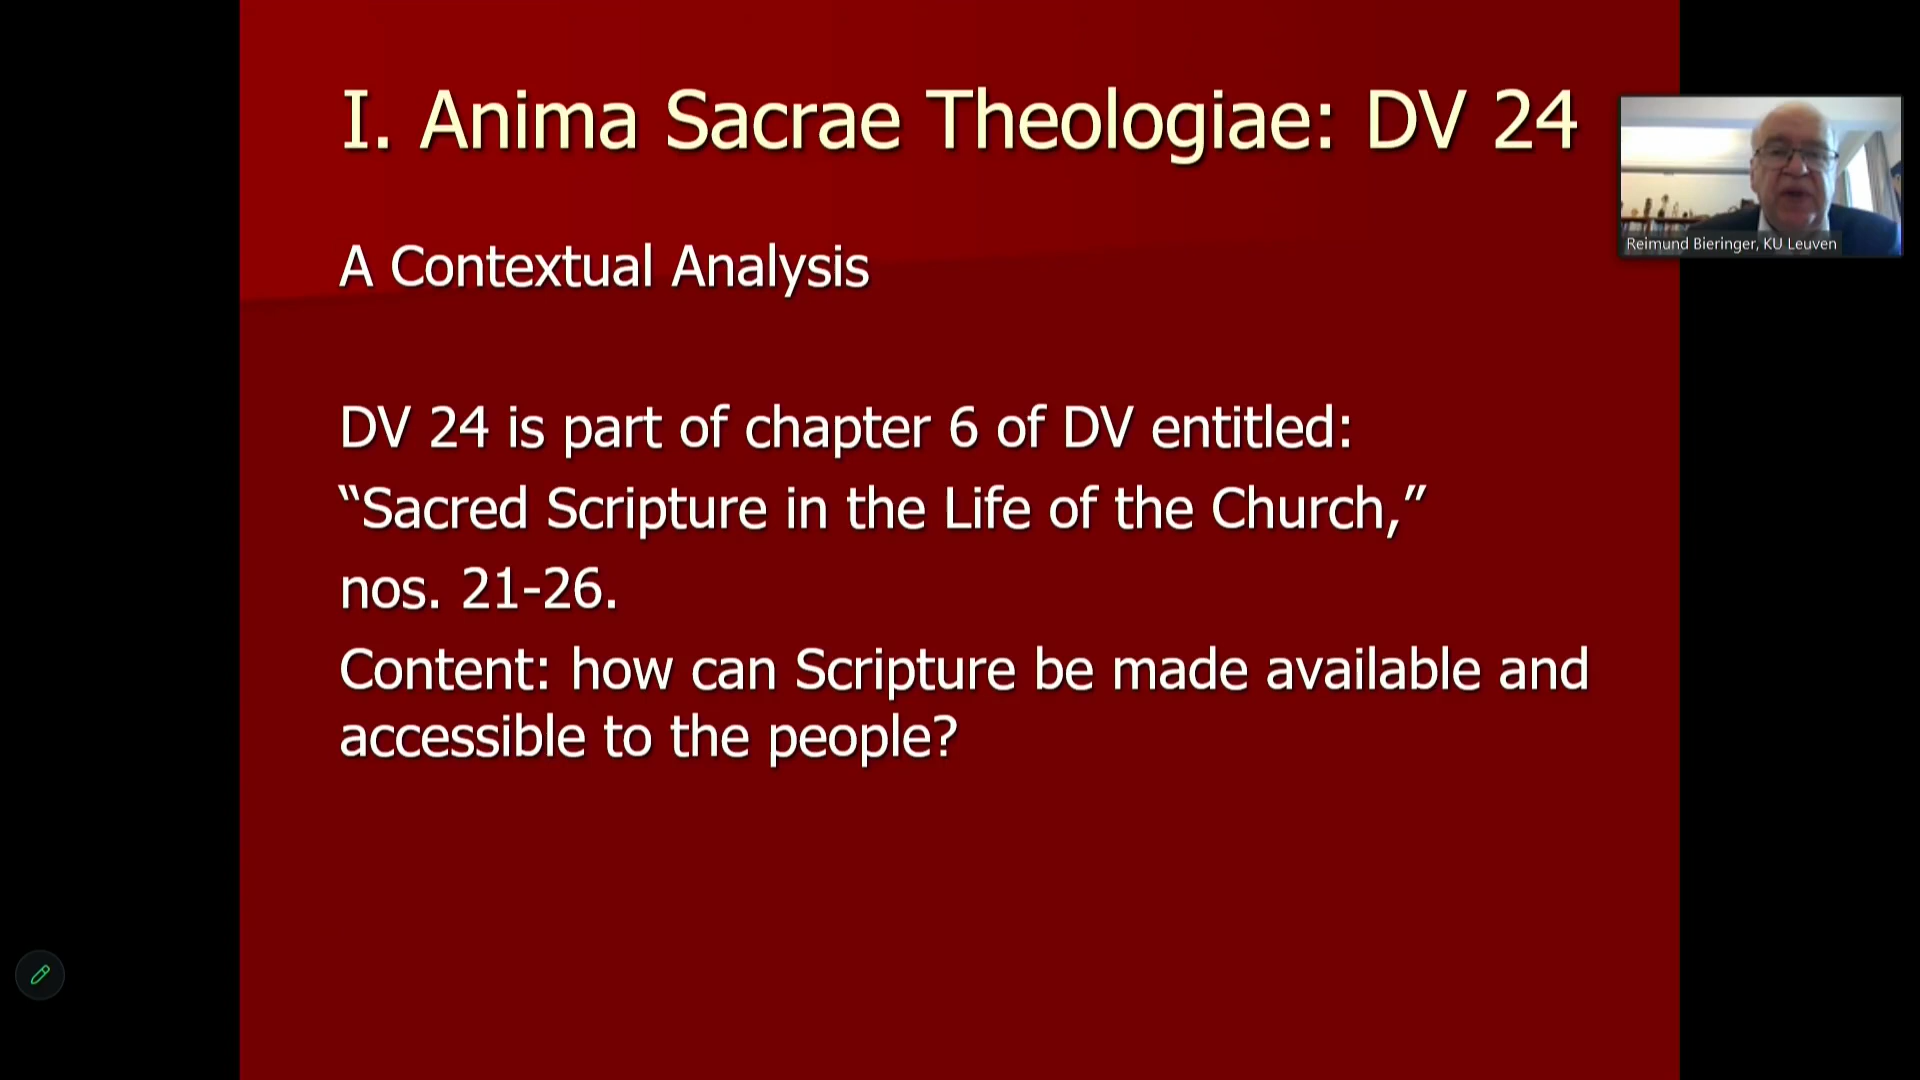 I. Anima Sacrae Theologiae: DV 24
A Contextual Analysis
DV 24 is part of chapter 6 of DV entitled:
“Sacred Scripture in the Life of the Church,”
nos. 21-26.
Content: how can Scripture be made available and
accessible to the people?
Reimund Bieringer, KU Leuven